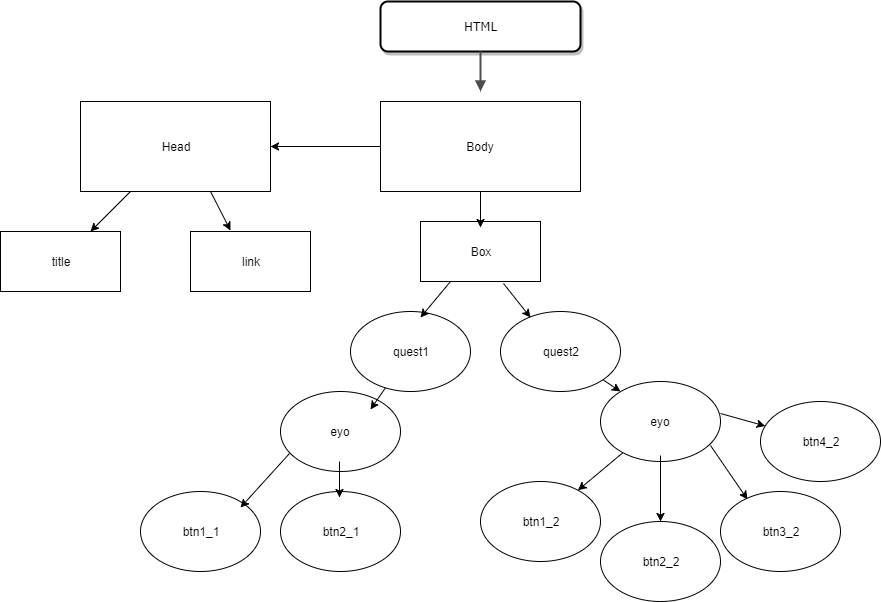 HTML
Head
Body
title
link
Box
quest1
quest2
eyo
eyo
btn4_2
btn1_1
btn2_1
btn1_2
btn2_2
btn3_2